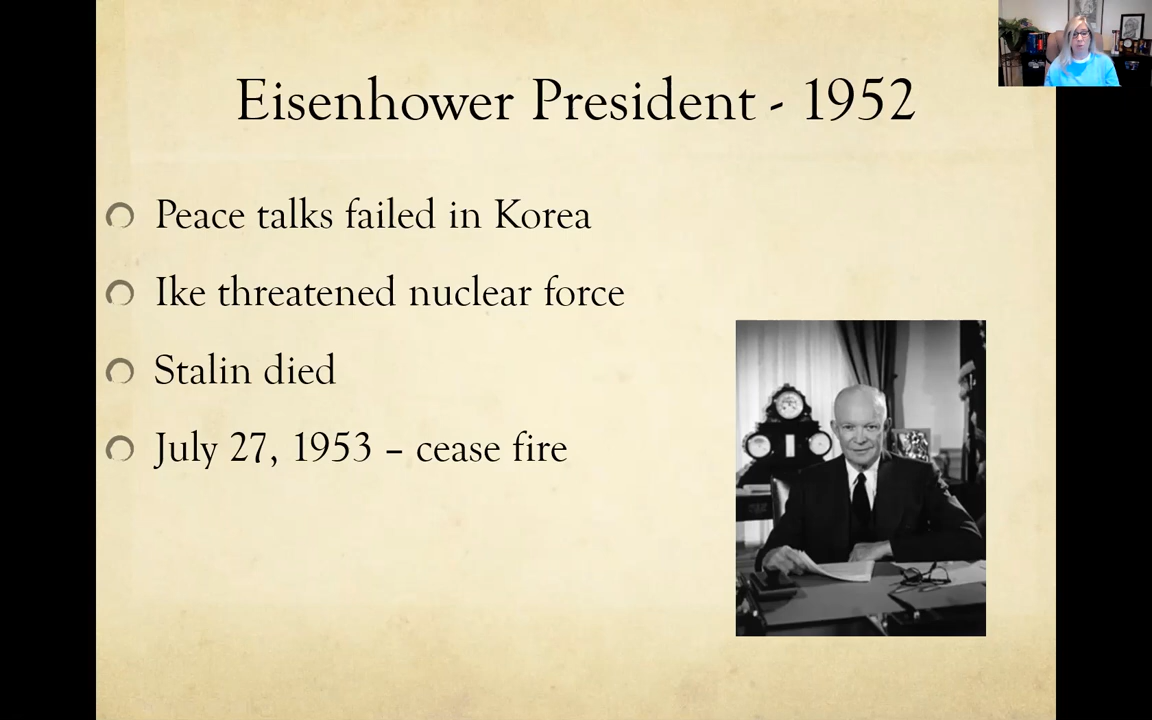 Eisenhower President - 1952
Peace talks failed in Korea
Ike threatened nuclear force
Stalin died
July 27, 1953 – cease fire